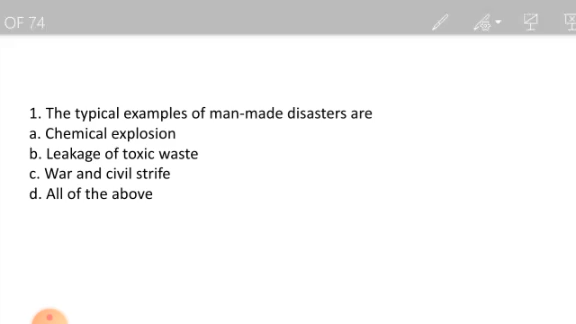 OF 74
1. The typical examples of man-made disasters are
a. Chemical explosion
b. Leakage of toxic waste
c. War and civil strife
d. All of the above